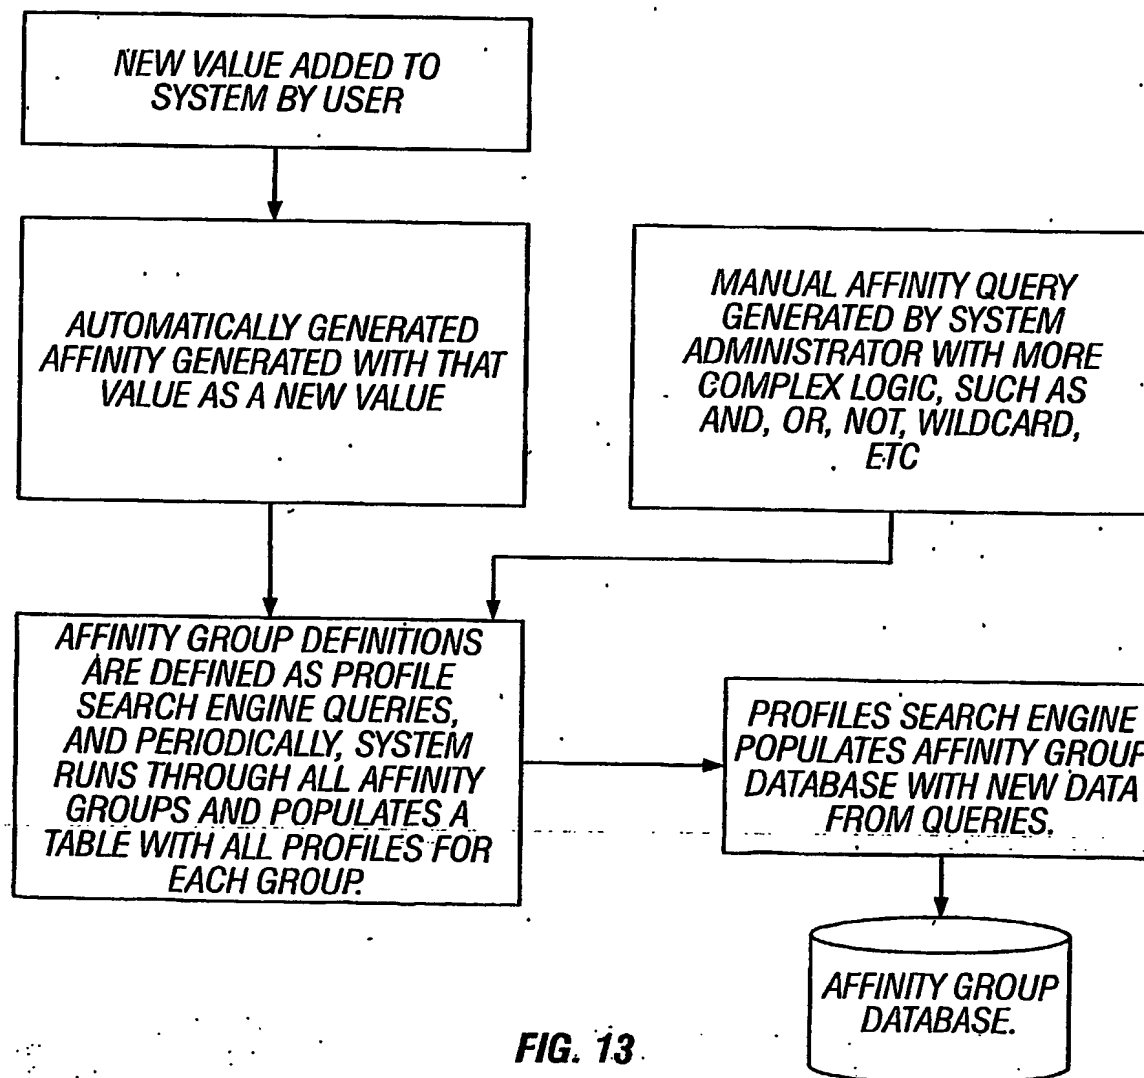 NEW VALUE ADDED TO
SYSTEM BY USER
AUTOMATICALLY GENERATED
AFFINITY GENERATED WITH THAT
VALUE AS A NEW VALUE
MANUAL AFFINITY QUERY
GENERATED BY SYSTEM
ADMINISTRATOR WITH MORE
COMPLEX LOGIC, SUCH AS
AND, OR, NOT, WILDCARD,
ETC
AFFINITY GROUP DEFINITIONS
ARE DEFINED AS PROFILE
SEARCH ENGINE QUERIES,
AND PERIODICALLY, SYSTEM
RUNS THROUGH ALL AFFINITY
GROUPS AND POPULATES A
TABLE WITH ALL PROFILES FOR
EACH GROUP.
PROFILES SEARCH ENGINE
POPULATES AFFINITY GROUP
DATABASE WITH NEW DATA
FROM QUERIES.
AFFINITY GROUP
DATABASE.
FIG. 13